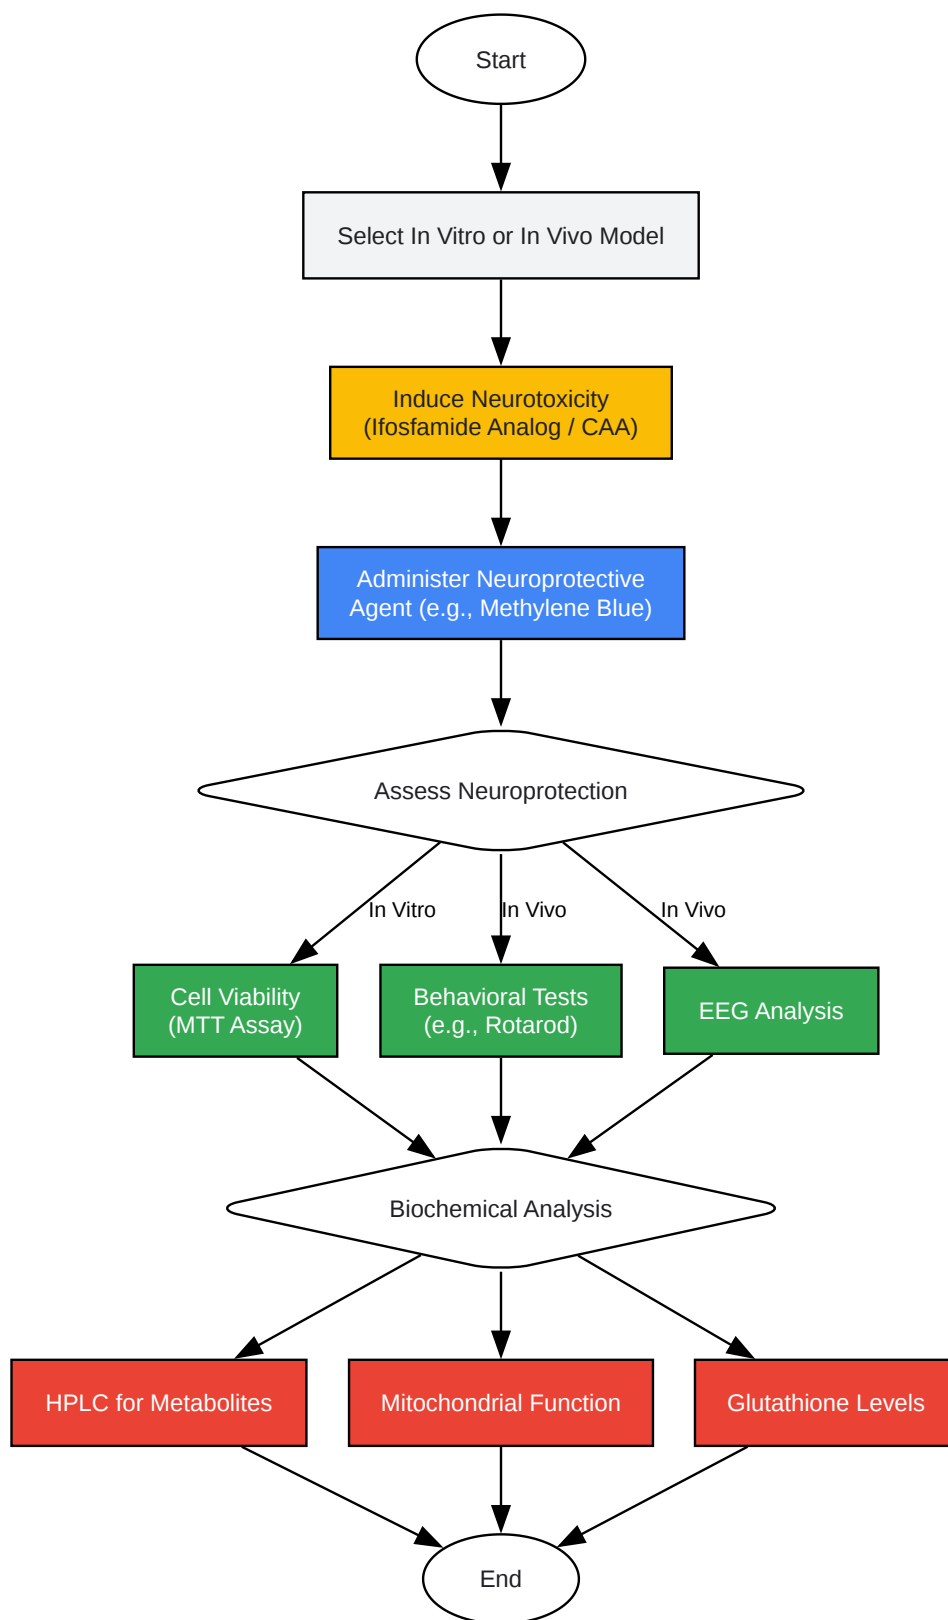 Start
Select In Vitro or In Vivo Model
Induce Neurotoxicity
(Ifosfamide Analog / CAA)
Administer Neuroprotective
Agent (e.g., Methylene Blue)
Assess Neuroprotection
In Vitro
In Vivo
In Vivo
Cell Viability
(MTT Assay)
Behavioral Tests
(e.g., Rotarod)
EEG Analysis
Biochemical Analysis
HPLC for Metabolites
Mitochondrial Function
Glutathione Levels
End